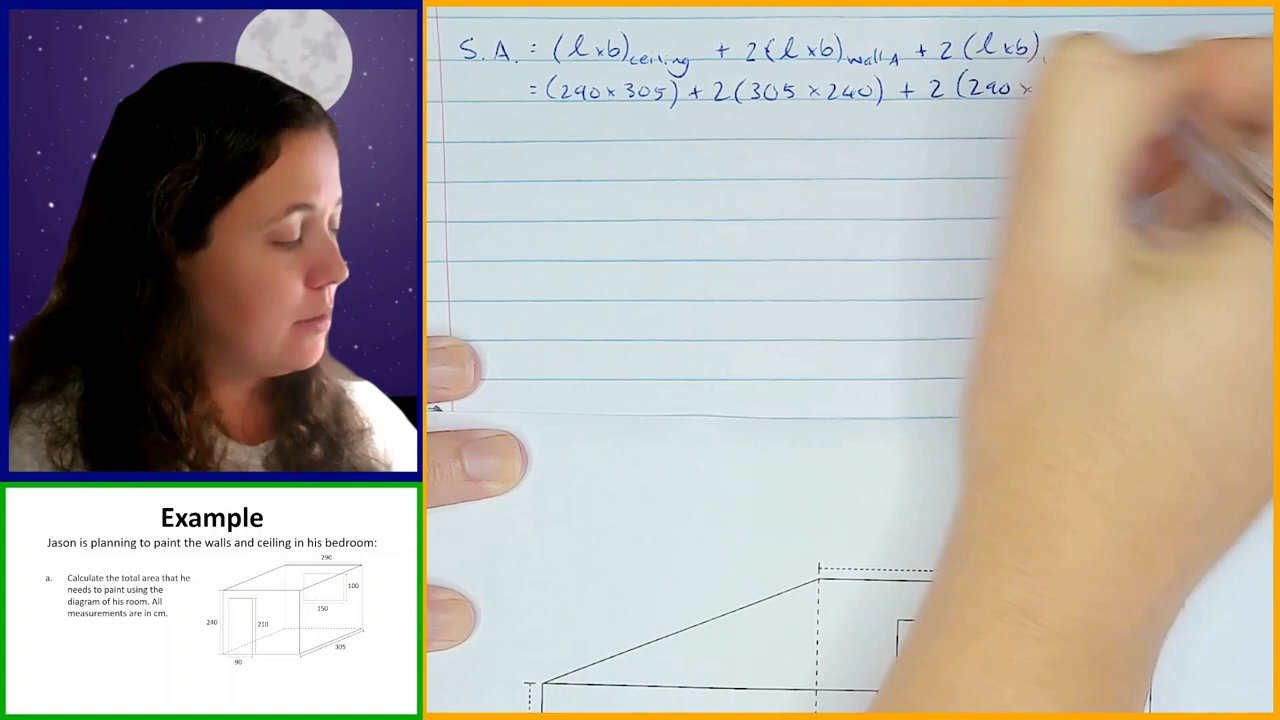 S.A. = (l×b)ceiling + 2(l×b)wall A + 2(l×b)
= (290×305) + 2(305×240) + 2(290×
Example
Jason is planning to paint the walls and ceiling in his bedroom:
a. Calculate the total area that he
needs to paint using the
diagram of his room. All
measurements are in cm.
290
100
150
240
210
305
90